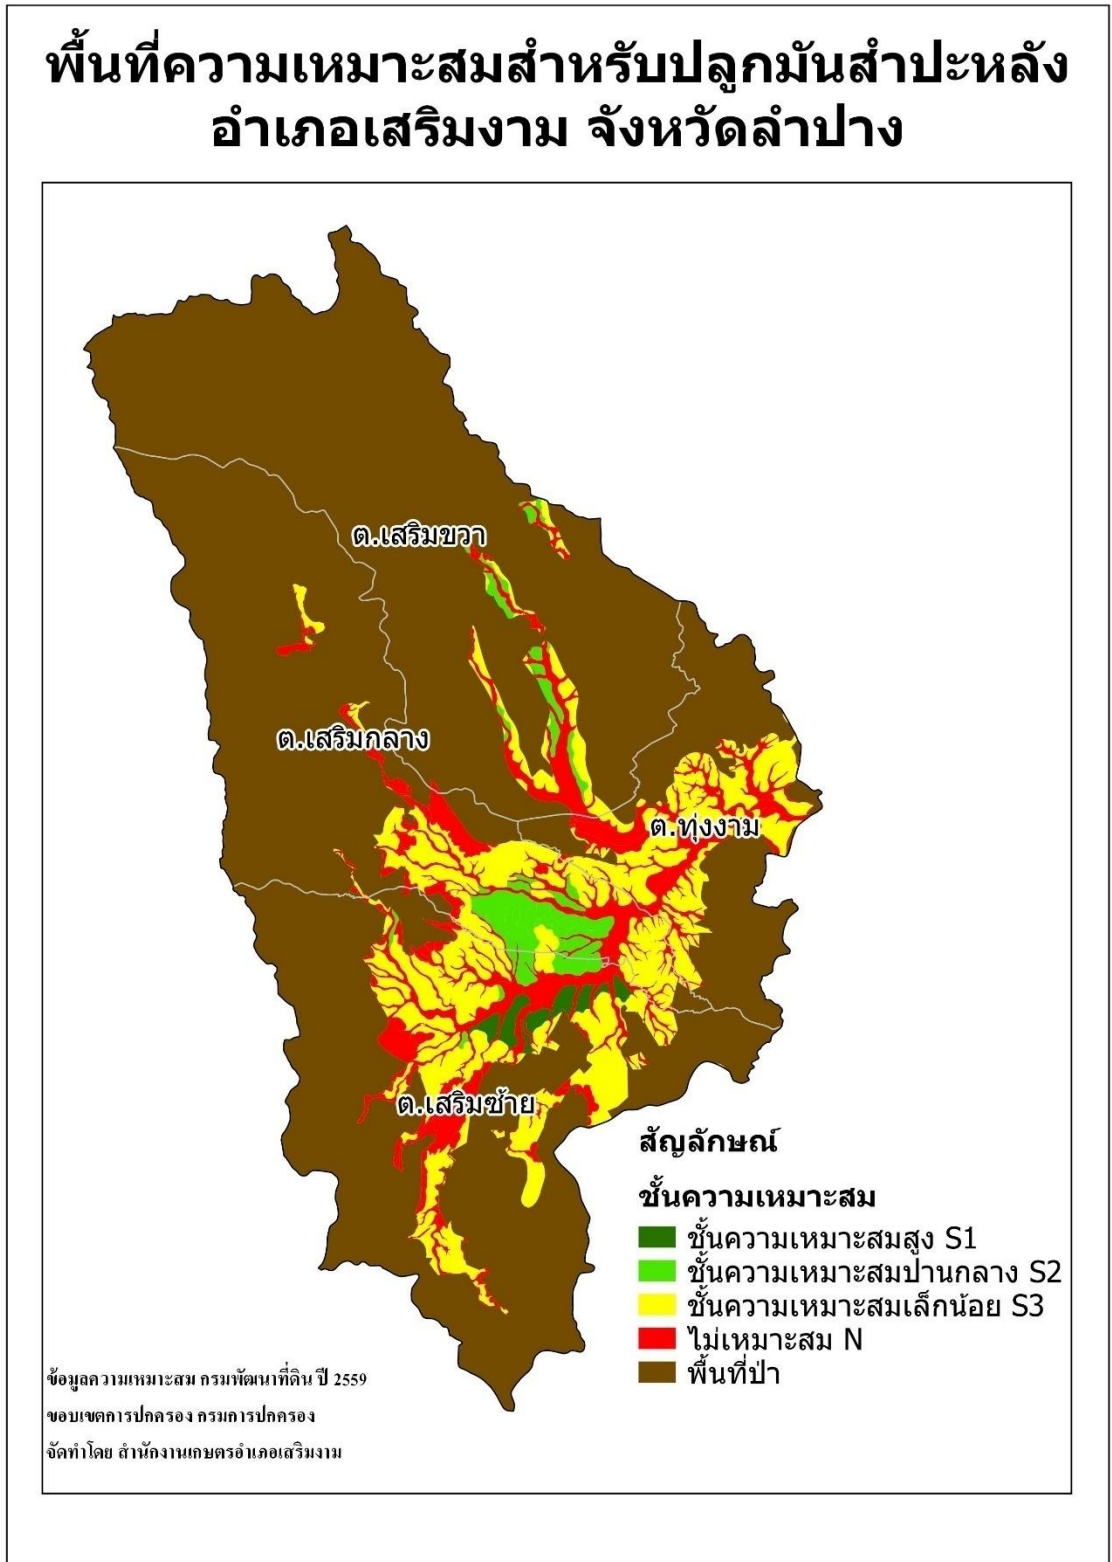 พื้นที่ความเหมาะสมสำหรับปลูกมันสำปะหลัง
อำเภอเสริมงาม จังหวัดลำปาง
ต.เสริมขวา
ต.เสริมกลาง
ต.ทุ่งงาม
ต.เสริมซ้าย
สัญลักษณ์
ชั้นความเหมาะสม
ชั้นความเหมาะสมสูง S1
ชั้นความเหมาะสมปานกลาง S2
ชั้นความเหมาะสมเล็กน้อย S3
ไม่เหมาะสม N
พื้นที่ป่า
ข้อมูลความเหมาะสม กรมพัฒนาที่ดิน ปี 2559
ขอบเขตการปกครอง กรมการปกครอง
จัดทำโดย สำนักงานเกษตรอำเภอเสริมงาม